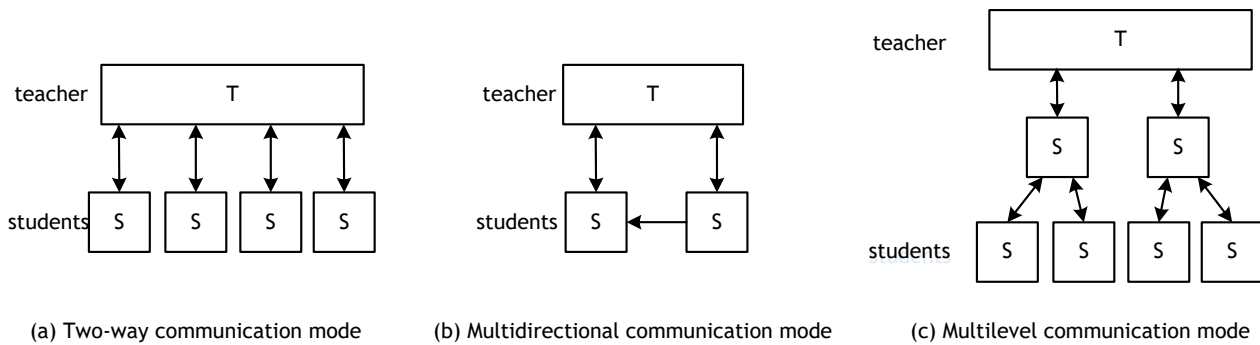 teacher
T
students
S
S
S
S
(a) Two-way communication mode
teacher
T
students
S
S
(b) Multidirectional communication mode
teacher
T
S
S
students
S
S
S
S
(c) Multilevel communication mode